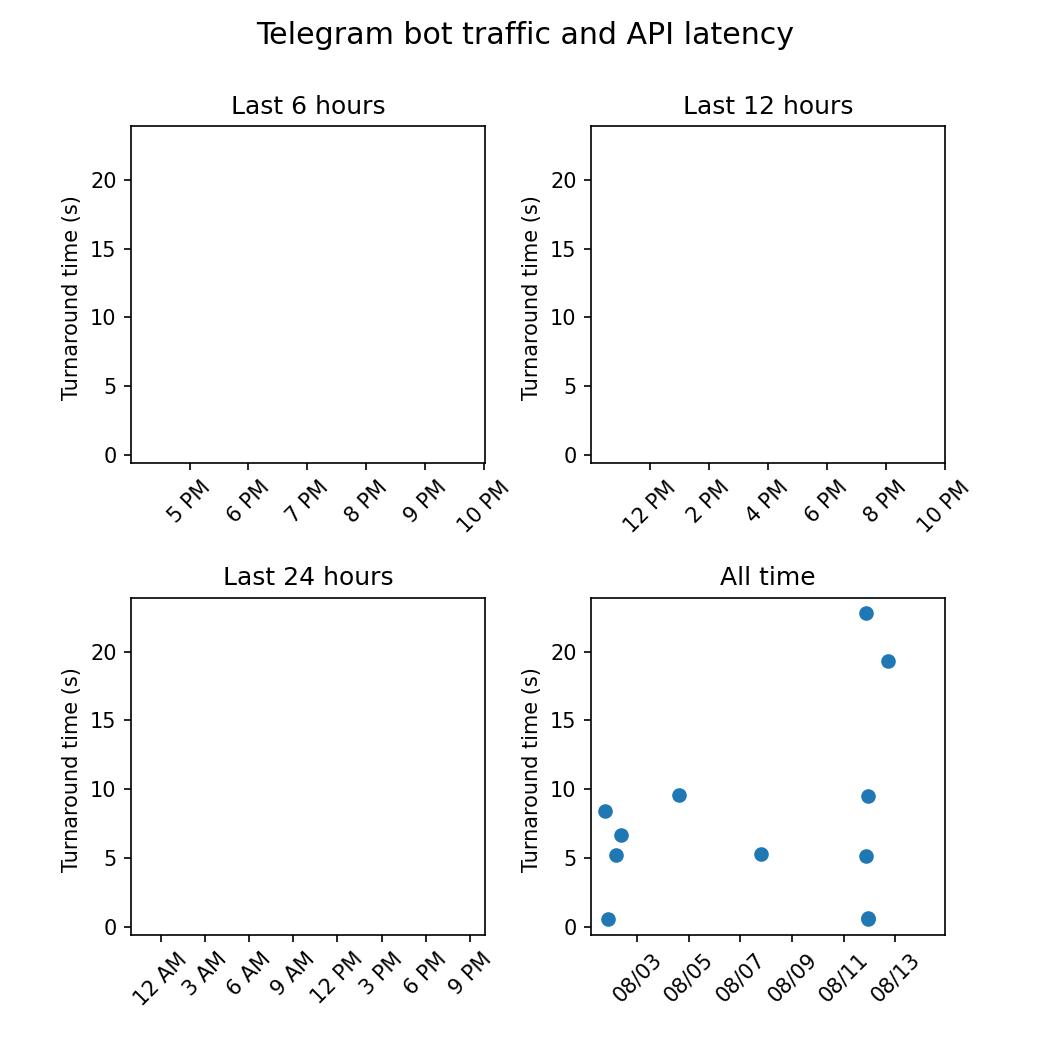 Telegram bot traffic and API latency
Last 6 hours
Turnaround time (s)
20
15
10
5
0
5 PM
6 PM
7 PM
8 PM
9 PM
10 PM
Last 12 hours
Turnaround time (s)
20
15
10
5
0
12 PM
2 PM
4 PM
6 PM
8 PM
10 PM
Last 24 hours
Turnaround time (s)
20
15
10
5
0
12 AM
3 AM
6 AM
9 AM
12 PM
3 PM
6 PM
9 PM
All time
Turnaround time (s)
20
15
10
5
0
08/03
08/05
08/07
08/09
08/11
08/13